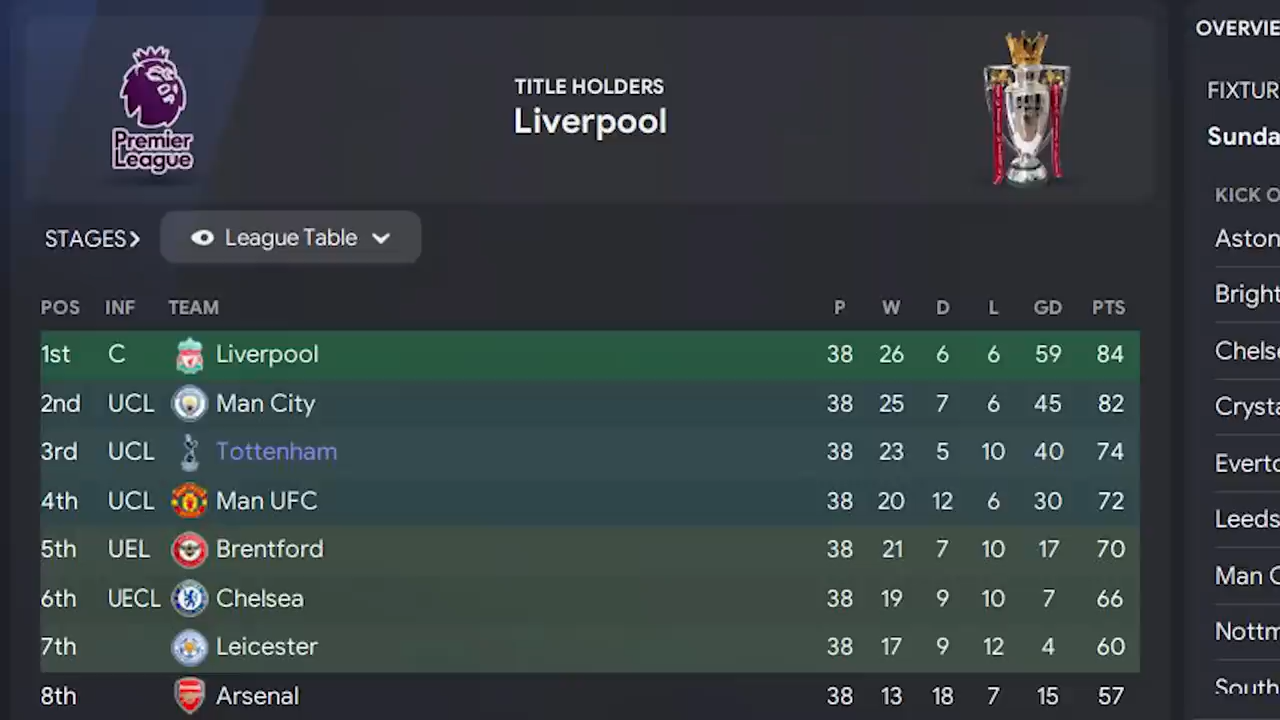 OVERVIE
TITLE HOLDERS
Liverpool
Premier
League
FIXTUR
Sunda
STAGES
League Table
KICK O
POS INF TEAM P W D L GD PTS
1st C Liverpool 38 26 6 6 59 84
2nd UCL Man City 38 25 7 6 45 82
3rd UCL Tottenham 38 23 5 10 40 74
4th UCL Man UFC 38 20 12 6 30 72
5th UEL Brentford 38 21 7 10 17 70
6th UECL Chelsea 38 19 9 10 7 66
7th Leicester 38 17 9 12 4 60
8th Arsenal 38 13 18 7 15 57
Aston
Bright
Chelse
Crysta
Everto
Leeds
Man C
Nottm
South